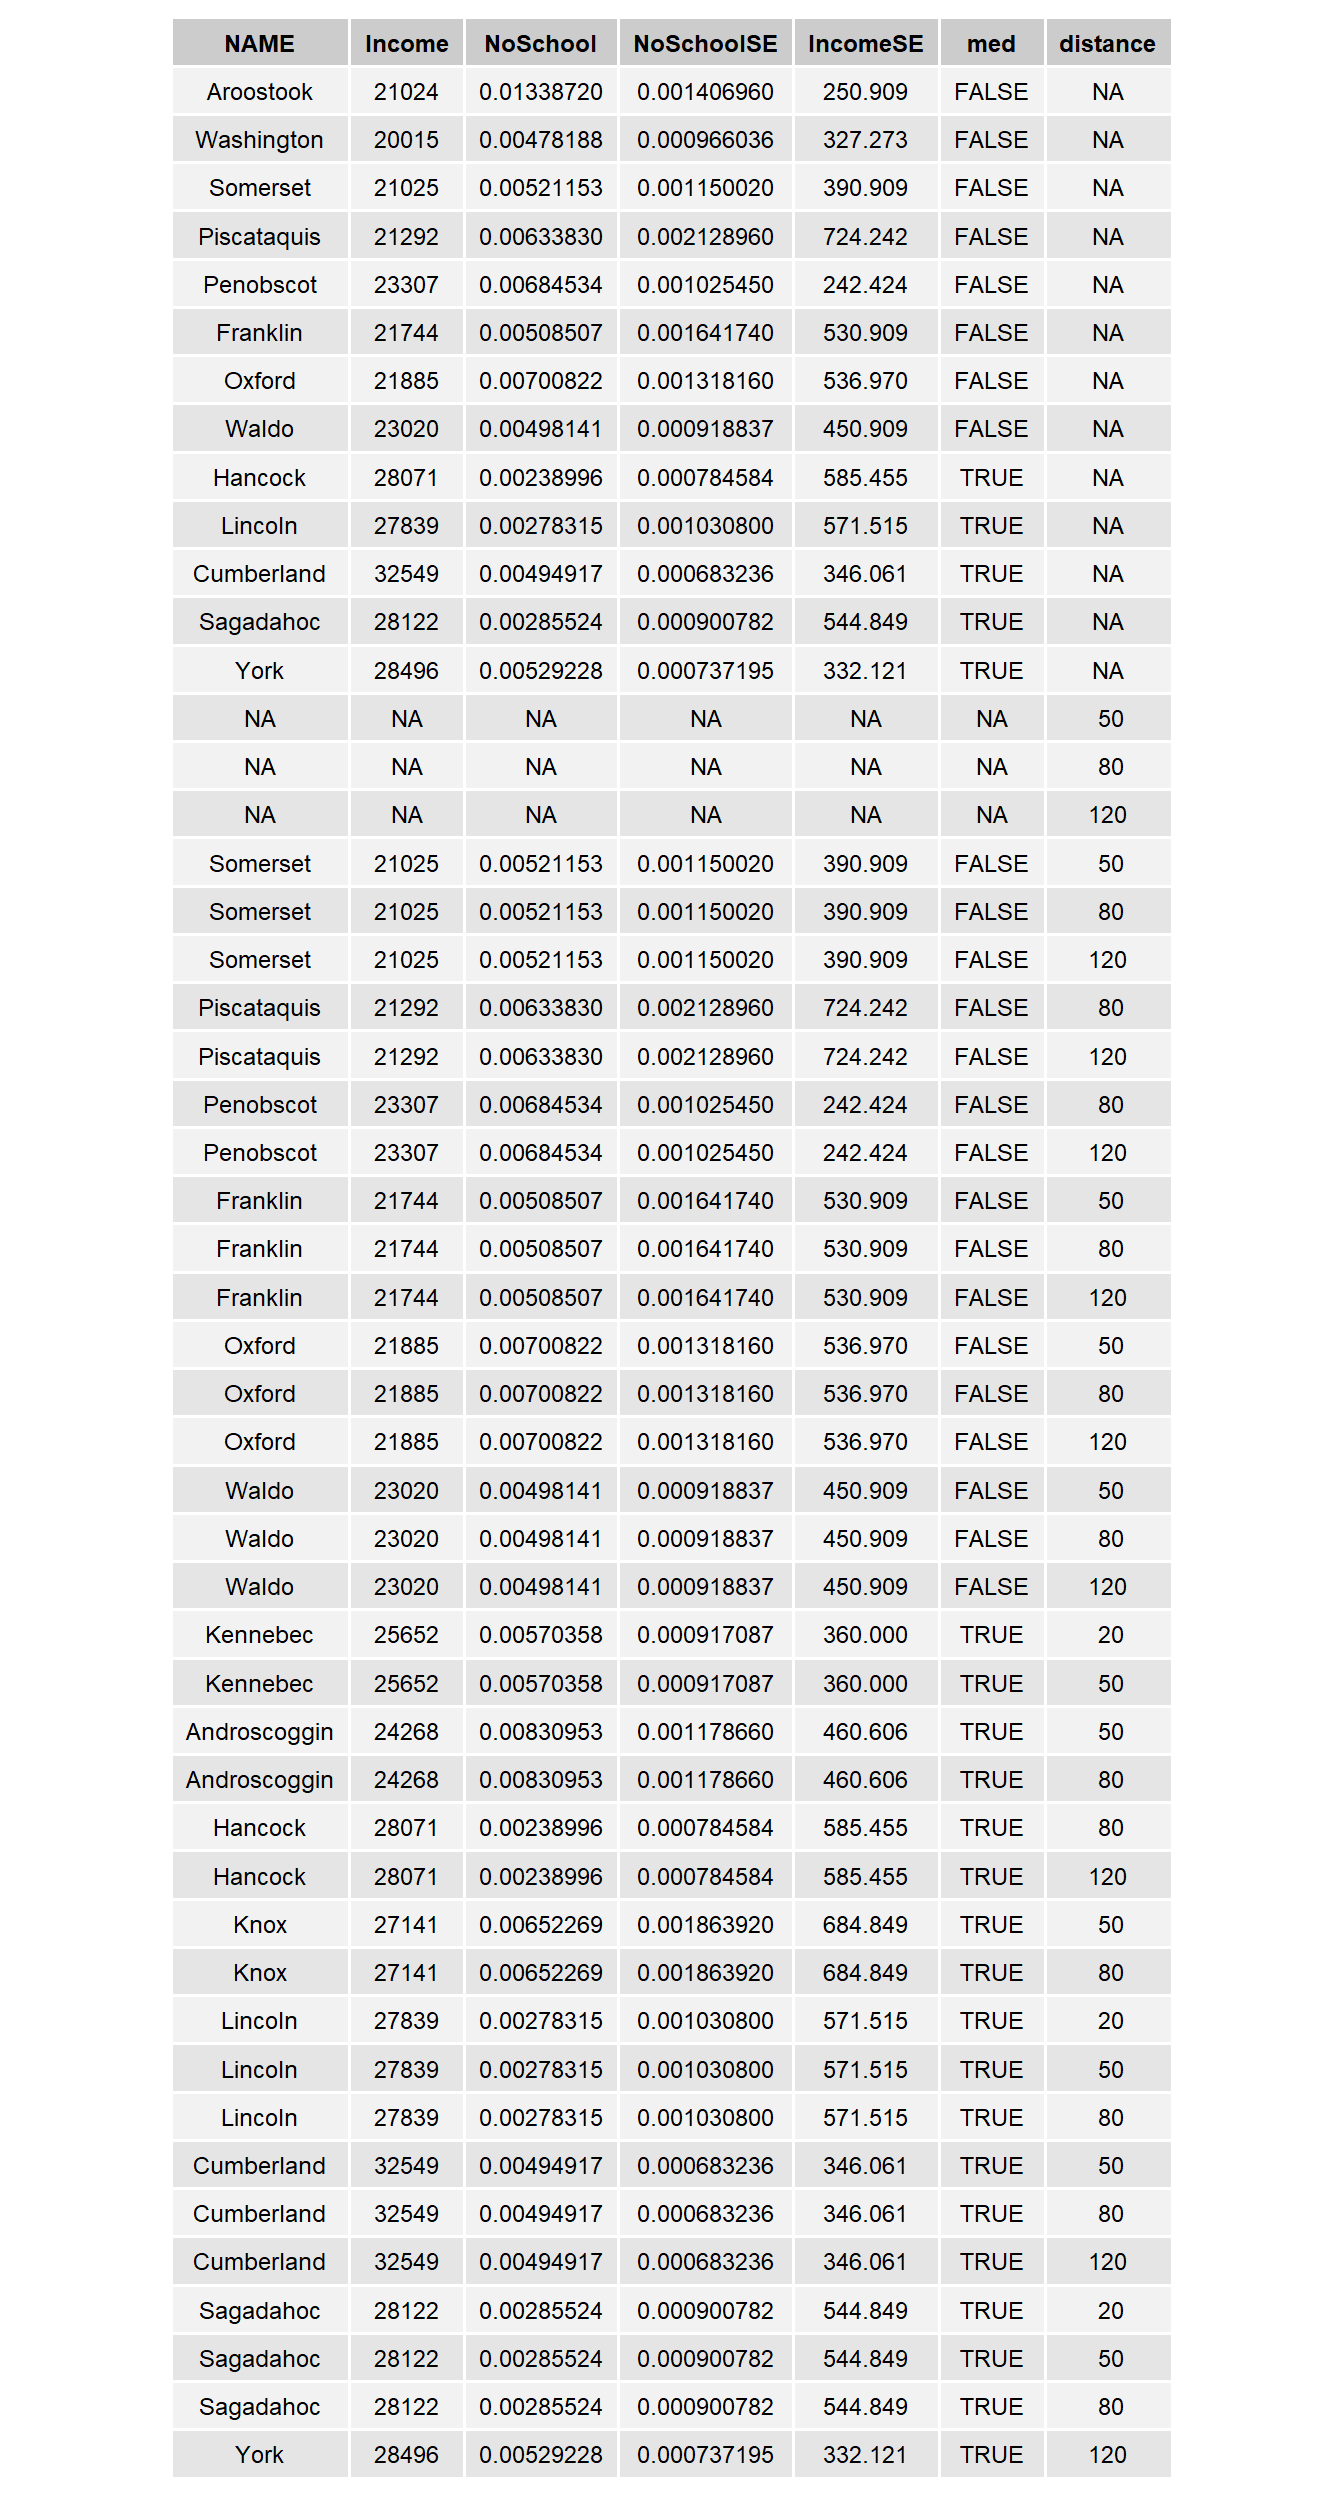 NAME Income NoSchool NoSchoolSE IncomeSE med distance
Aroostook 21024 0.01338720 0.001406960 250.909 FALSE NA
Washington 20015 0.00478188 0.000966036 327.273 FALSE NA
Somerset 21025 0.00521153 0.001150020 390.909 FALSE NA
Piscataquis 21292 0.00633830 0.002128960 724.242 FALSE NA
Penobscot 23307 0.00684534 0.001025450 242.424 FALSE NA
Franklin 21744 0.00508507 0.001641740 530.909 FALSE NA
Oxford 21885 0.00700822 0.001318160 536.970 FALSE NA
Waldo 23020 0.00498141 0.000918837 450.909 FALSE NA
Hancock 28071 0.00238996 0.000784584 585.455 TRUE NA
Lincoln 27839 0.00278315 0.001030800 571.515 TRUE NA
Cumberland 32549 0.00494917 0.000683236 346.061 TRUE NA
Sagadahoc 28122 0.00285524 0.000900782 544.849 TRUE NA
York 28496 0.00529228 0.000737195 332.121 TRUE NA
NA NA NA NA NA NA 50
NA NA NA NA NA NA 80
NA NA NA NA NA NA 120
Somerset 21025 0.00521153 0.001150020 390.909 FALSE 50
Somerset 21025 0.00521153 0.001150020 390.909 FALSE 80
Somerset 21025 0.00521153 0.001150020 390.909 FALSE 120
Piscataquis 21292 0.00633830 0.002128960 724.242 FALSE 80
Piscataquis 21292 0.00633830 0.002128960 724.242 FALSE 120
Penobscot 23307 0.00684534 0.001025450 242.424 FALSE 80
Penobscot 23307 0.00684534 0.001025450 242.424 FALSE 120
Franklin 21744 0.00508507 0.001641740 530.909 FALSE 50
Franklin 21744 0.00508507 0.001641740 530.909 FALSE 80
Franklin 21744 0.00508507 0.001641740 530.909 FALSE 120
Oxford 21885 0.00700822 0.001318160 536.970 FALSE 50
Oxford 21885 0.00700822 0.001318160 536.970 FALSE 80
Oxford 21885 0.00700822 0.001318160 536.970 FALSE 120
Waldo 23020 0.00498141 0.000918837 450.909 FALSE 50
Waldo 23020 0.00498141 0.000918837 450.909 FALSE 80
Waldo 23020 0.00498141 0.000918837 450.909 FALSE 120
Kennebec 25652 0.00570358 0.000917087 360.000 TRUE 20
Kennebec 25652 0.00570358 0.000917087 360.000 TRUE 50
Androscoggin 24268 0.00830953 0.001178660 460.606 TRUE 50
Androscoggin 24268 0.00830953 0.001178660 460.606 TRUE 80
Hancock 28071 0.00238996 0.000784584 585.455 TRUE 80
Hancock 28071 0.00238996 0.000784584 585.455 TRUE 120
Knox 27141 0.00652269 0.001863920 684.849 TRUE 50
Knox 27141 0.00652269 0.001863920 684.849 TRUE 80
Lincoln 27839 0.00278315 0.001030800 571.515 TRUE 20
Lincoln 27839 0.00278315 0.001030800 571.515 TRUE 50
Lincoln 27839 0.00278315 0.001030800 571.515 TRUE 80
Cumberland 32549 0.00494917 0.000683236 346.061 TRUE 50
Cumberland 32549 0.00494917 0.000683236 346.061 TRUE 80
Cumberland 32549 0.00494917 0.000683236 346.061 TRUE 120
Sagadahoc 28122 0.00285524 0.000900782 544.849 TRUE 20
Sagadahoc 28122 0.00285524 0.000900782 544.849 TRUE 50
Sagadahoc 28122 0.00285524 0.000900782 544.849 TRUE 80
York 28496 0.00529228 0.000737195 332.121 TRUE 120